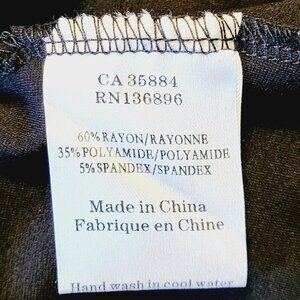 CA 35884
RN136896
60% RAYON/RAYONNE
35% POLYAMIDE/POLYAMIDE
5% SPANDEX/SPANDEX
Made in China
Fabrique en Chine
Hand wash in cool water